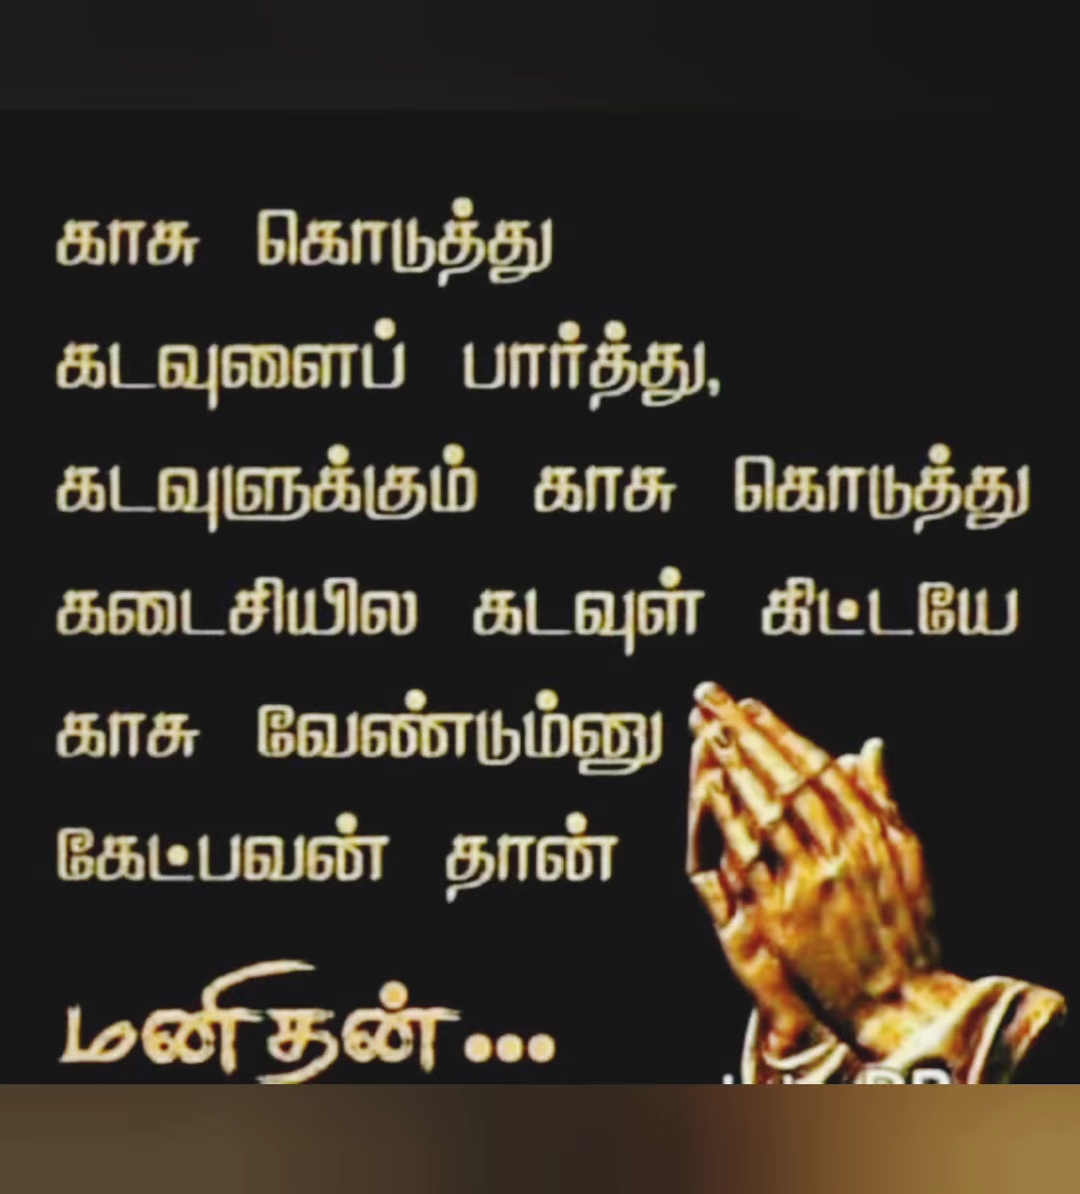 காசு கொடுத்து
கடவுளைப் பார்த்து,
கடவுளுக்கும் காசு கொடுத்து
கடைசியில கடவுள் கிட்டயே
காசு வேண்டும்னு
கேட்பவன் தான்
மனிதன்...